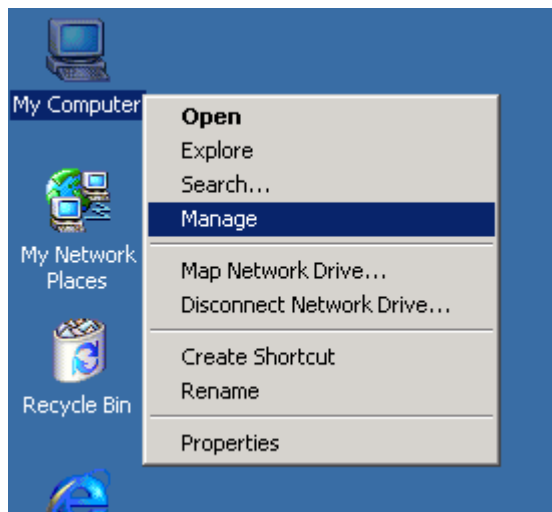 My Computer
Open
Explore
Search...
Manage
My Network
Places
Map Network Drive...
Disconnect Network Drive...
Create Shortcut
Rename
Recycle Bin
Properties